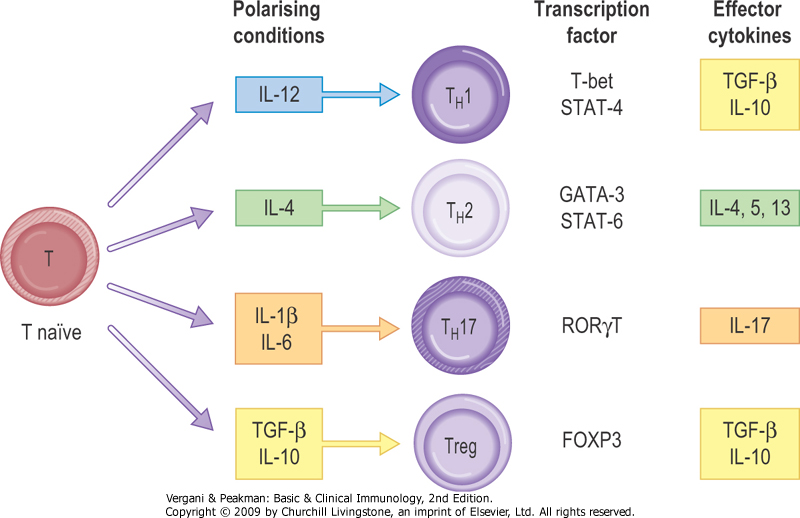 Polarising
conditions
Transcription
factor
Effector
cytokines
IL-12
TH1
T-bet
STAT-4
TGF-β
IL-10
IL-4
TH2
GATA-3
STAT-6
IL-4, 5, 13
T
T naïve
IL-1β
IL-6
TH17
RORγT
IL-17
TGF-β
IL-10
Treg
FOXP3
TGF-β
IL-10
Vergani & Peakman: Basic & Clinical Immunology, 2nd Edition.
Copyright © 2009 by Churchill Livingstone, an imprint of Elsevier, Ltd. All rights reserved.